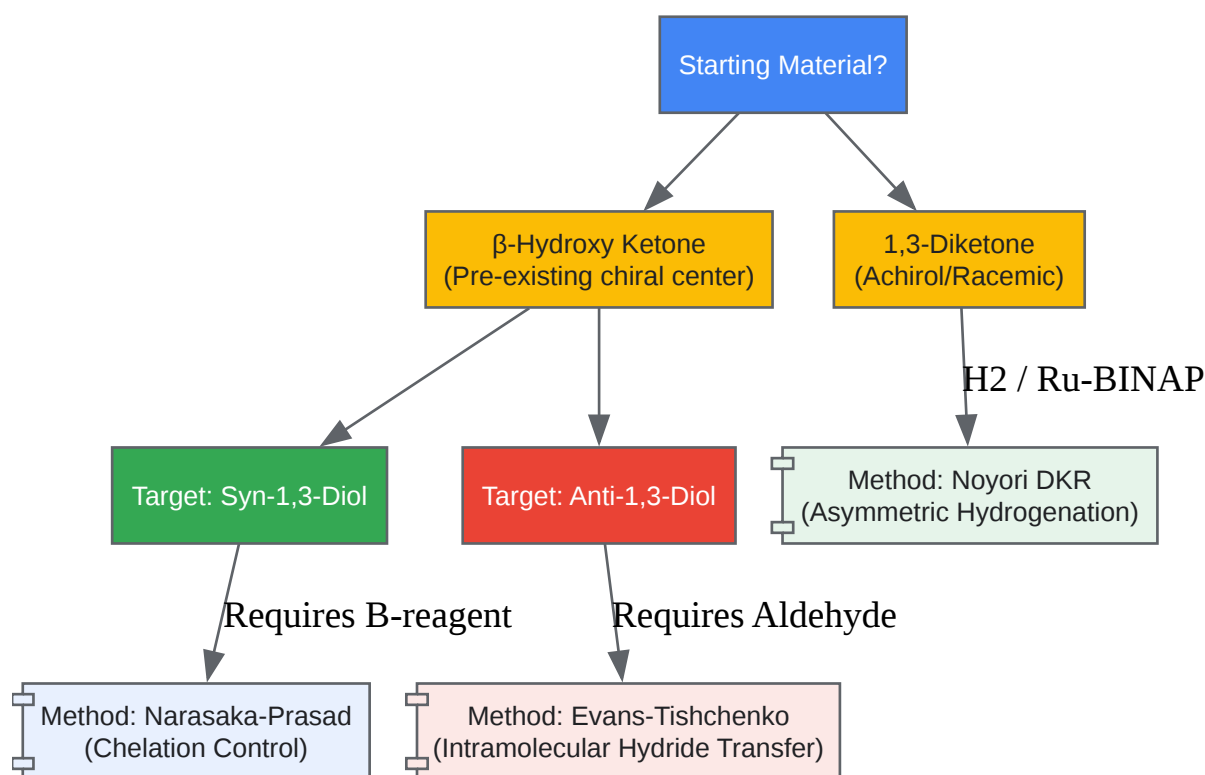 Starting Material?
β-Hydroxy Ketone
(Pre-existing chiral center)
1,3-Diketone
(Achirol/Racemic)
H2 / Ru-BINAP
Target: Syn-1,3-Diol
Target: Anti-1,3-Diol
Method: Noyori DKR
(Asymmetric Hydrogenation)
Requires B-reagent
Requires Aldehyde
Method: Narasaka-Prasad
(Chelation Control)
Method: Evans-Tishchenko
(Intramolecular Hydride Transfer)